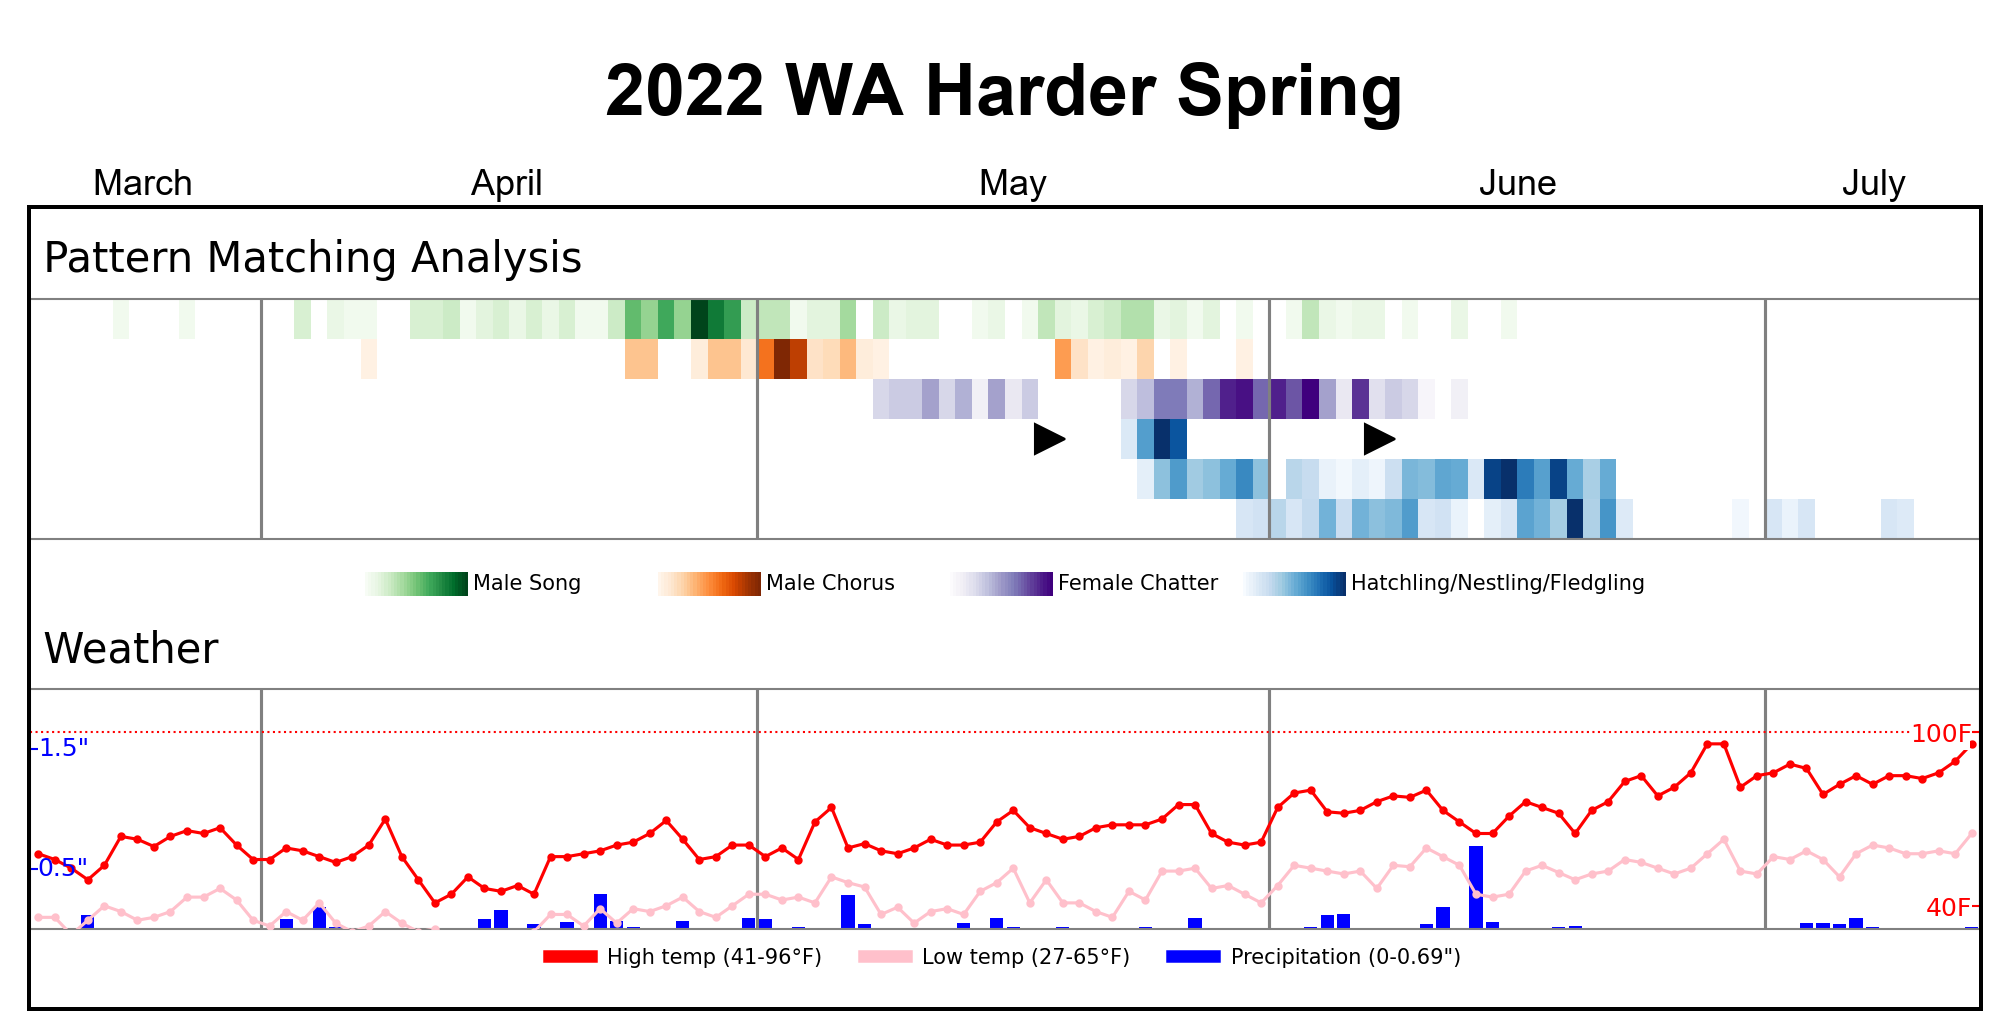 2022 WA Harder Spring
March April May June July
Pattern Matching Analysis
Male Song Male Chorus Female Chatter Hatchling/Nestling/Fledgling
Weather
-1.5" 100F-
-0.5" 40F-
High temp (41-96°F) Low temp (27-65°F) Precipitation (0-0.69")